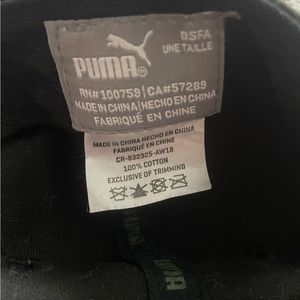 OSFA
UNE TAILLE
PUMA®
RN# 100759 | CA#57289
MADE IN CHINA | HECHO EN CHINA
FABRIQUÉ EN CHINE
MADE IN CHINA HECHO EN CHINA
FABRIQUÉ EN CHINE
CR-932325-AW18
100% COTTON
EXCLUSIVE OF TRIMMING